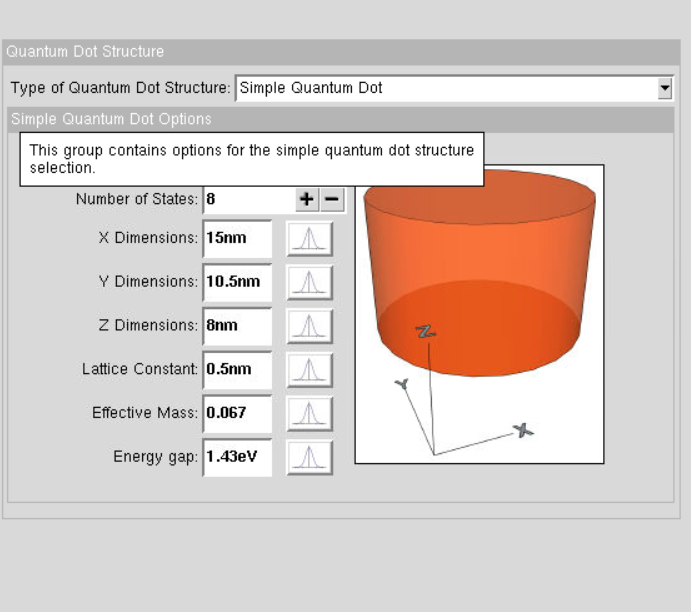 Quantum Dot Structure
Type of Quantum Dot Structure: Simple Quantum Dot
Simple Quantum Dot Options
This group contains options for the simple quantum dot structure
selection.
Number of States: 8 + −
X Dimensions: 15nm
Y Dimensions: 10.5nm
Z Dimensions: 8nm
Lattice Constant: 0.5nm
Effective Mass: 0.067
Energy gap: 1.43eV
Z
Y
X